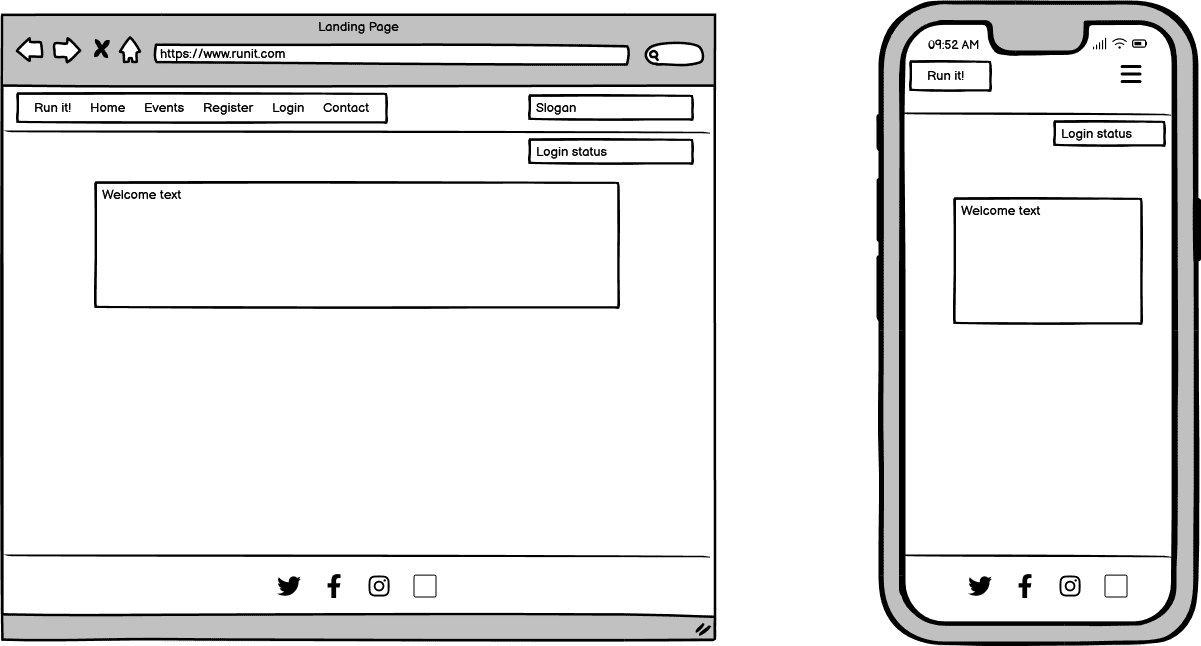 Landing Page
https://www.runit.com
Run it! Home Events Register Login Contact
Slogan
Login status
Welcome text
09:52 AM
Run it!
Login status
Welcome text